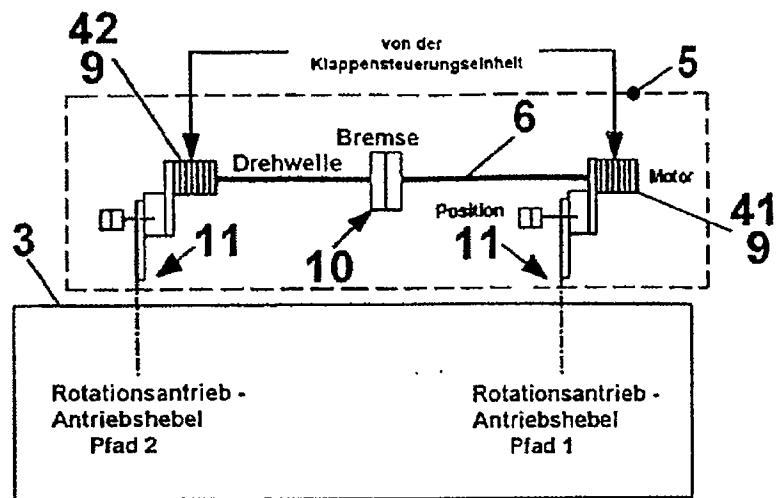 42
9
von der
Klappensteuerungseinheit
5
Bremse
6
Drehwelle
Motor
Position
41
9
3
11
10
11
Rotationsantrieb -
Antriebshebel
Pfad 2
Rotationsantrieb -
Antriebshebel
Pfad 1